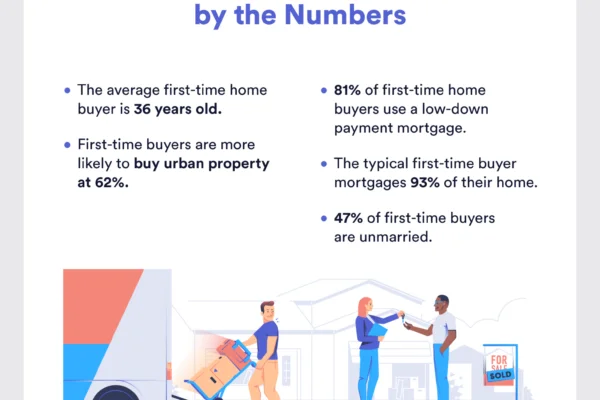 by the Numbers
• The average first-time home
buyer is 36 years old.
• First-time buyers are more
likely to buy urban property
at 62%.
• 81% of first-time home
buyers use a low-down
payment mortgage.
• The typical first-time buyer
mortgages 93% of their home.
• 47% of first-time buyers
are unmarried.
FOR
SALE
SOLD